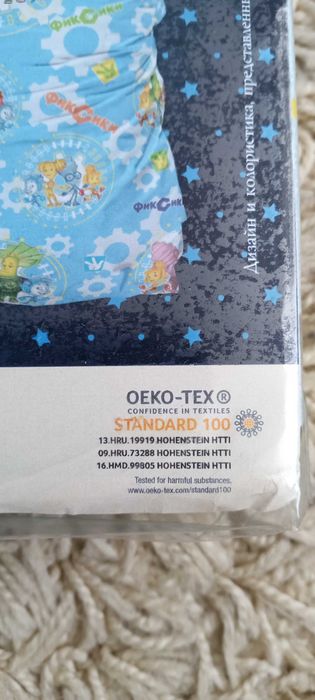 ФИКСИКИ
ФИКСИКИ
ФИКСИКИ
Дизайн и колористика, представленны
OEKO-TEX®
CONFIDENCE IN TEXTILES
STANDARD 100
13.HRU.19919 HOHENSTEIN HTTI
09.HRU.73288 HOHENSTEIN HTTI
16.HMD.99805 HOHENSTEIN HTTI
Tested for harmful substances.
www.oeko-tex.com/standard100